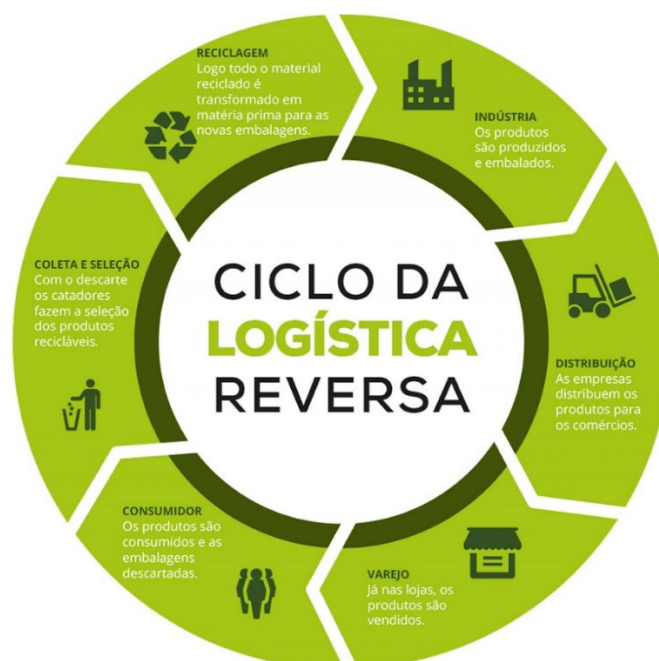 CICLO DA
LOGÍSTICA
REVERSA
INDÚSTRIA
Os produtos
são produzidos
e embalados.
DISTRIBUIÇÃO
As empresas
distribuem os
produtos para
os comércios.
VAREJO
Já nas lojas, os
produtos são
vendidos.
CONSUMIDOR
Os produtos são
consumidos e as
embalagens
descartadas.
COLETA E SELEÇÃO
Com o descarte
os catadores
fazem a seleção
dos produtos
recicláveis.
RECICLAGEM
Logo todo o material
reciclado é
transformado em
matéria prima para as
novas embalagens.